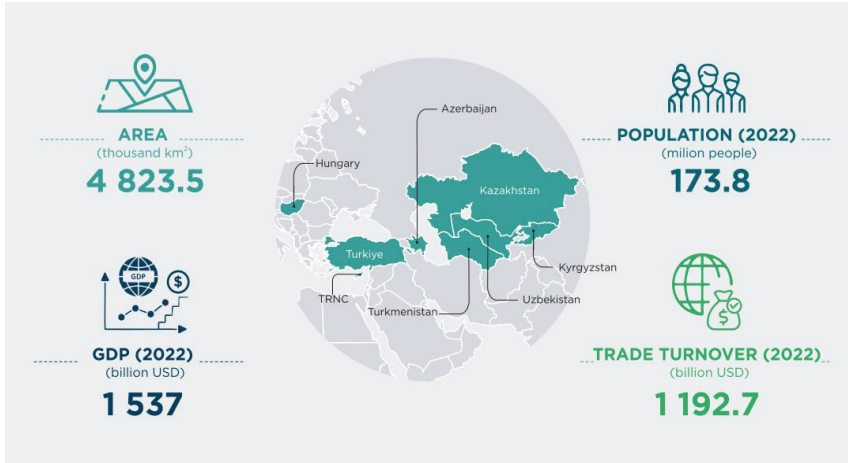 AREA
(thousand km²)
4 823.5
POPULATION (2022)
(milion people)
173.8
Azerbaijan
Hungary
Kazakhstan
Turkiye
Kyrgyzstan
TRNC
Uzbekistan
Turkmenistan
GDP
$
GDP (2022)
(billion USD)
1 537
$
TRADE TURNOVER (2022)
(billion USD)
1 192.7